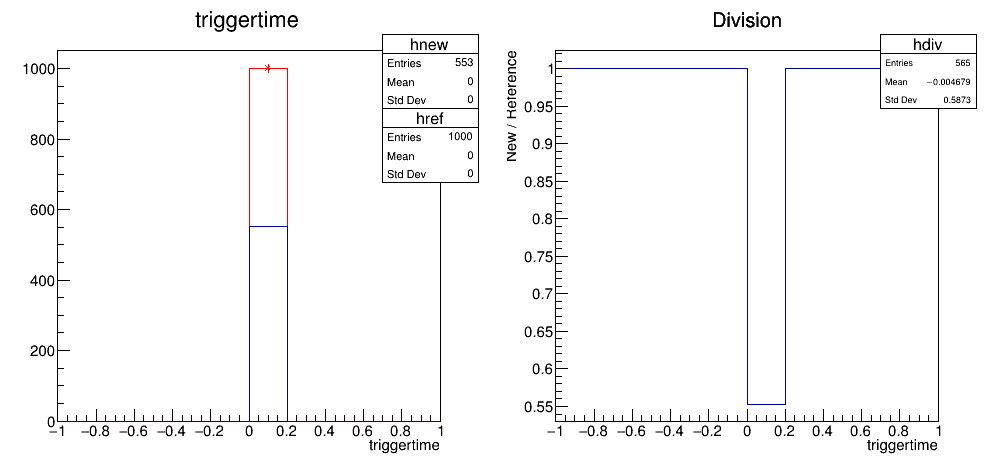 triggertime
hnew
Entries 553
Mean 0
Std Dev 0
href
Entries 1000
Mean 0
Std Dev 0
1000
800
600
400
200
0
−1 −0.8 −0.6 −0.4 −0.2 0 0.2 0.4 0.6 0.8 1
triggertime
Division
hdiv
Entries 565
Mean −0.004679
Std Dev 0.5873
New / Reference
1
0.95
0.9
0.85
0.8
0.75
0.7
0.65
0.6
0.55
−1 −0.8 −0.6 −0.4 −0.2 0 0.2 0.4 0.6 0.8 1
triggertime